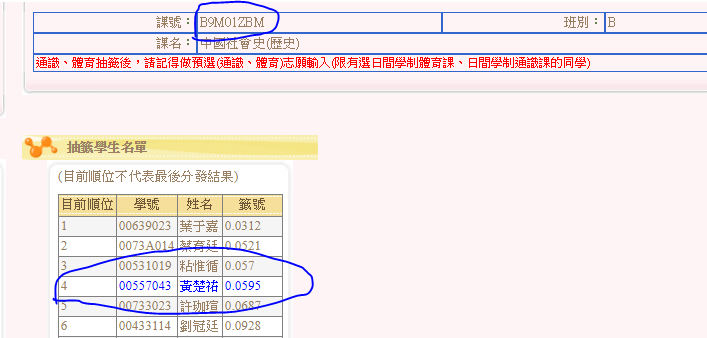 課號： B9M01ZBM 班別： B
課名： 中國社會史(歷史)
通識、體育抽籤後，請記得做預選(通識、體育)志願輸入(限有選日間學制體育課、日間學制通識課的同學)
抽籤學生名單
(目前順位不代表最後分發結果)
目前順位 學號 姓名 籤號
1 00639023 葉于嘉 0.0312
2 0073A014 蔡育廷 0.0521
3 00531019 粘惟循 0.057
4 00557043 黃楚祐 0.0595
5 00733023 許珈瑄 0.0687
6 00433114 劉冠廷 0.0928